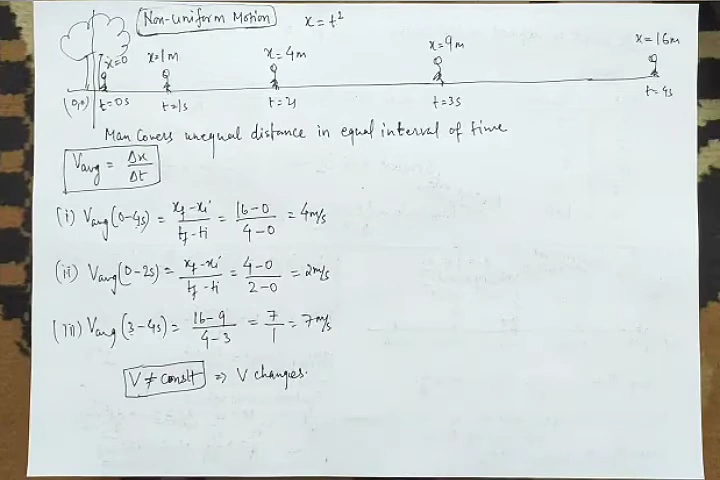 Non-Uniform Motion x = t²
x=0 x=1m x=4m x=9m x=16m
(0,0) t=0s t=1s t=2s t=3s t=4s
Man Covers unequal distance in equal interval of time
Vavg = Δx/Δt
(i) Vavg(0-4s) = xf-xi/tf-ti = 16-0/4-0 = 4m/s
(ii) Vavg(0-2s) = xf-xi/tf-ti = 4-0/2-0 = 2m/s
(iii) Vavg(3-4s) = 16-9/4-3 = 7/1 = 7m/s
V ≠ constt ⇒ V changes.